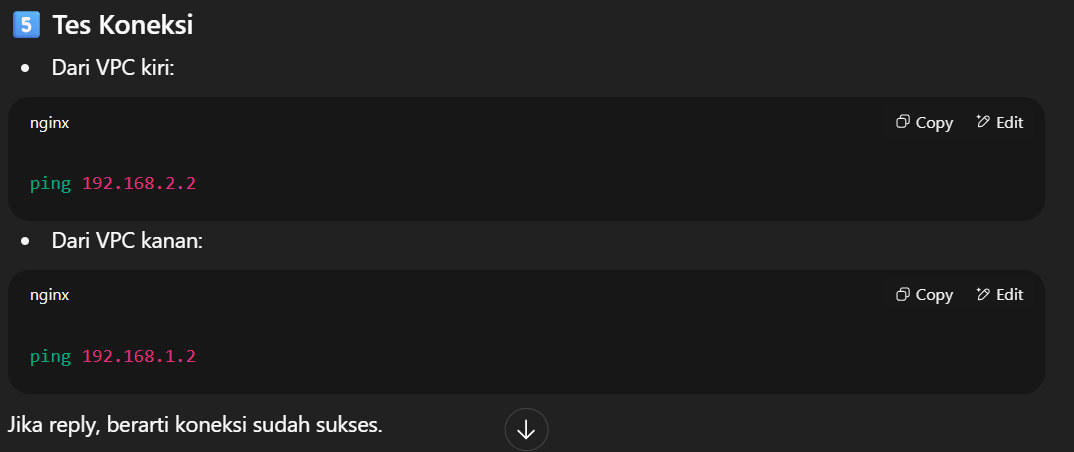 5 Tes Koneksi
• Dari VPC kiri:
nginx Copy Edit
ping 192.168.2.2
• Dari VPC kanan:
nginx Copy Edit
ping 192.168.1.2
Jika reply, berarti koneksi sudah sukses.